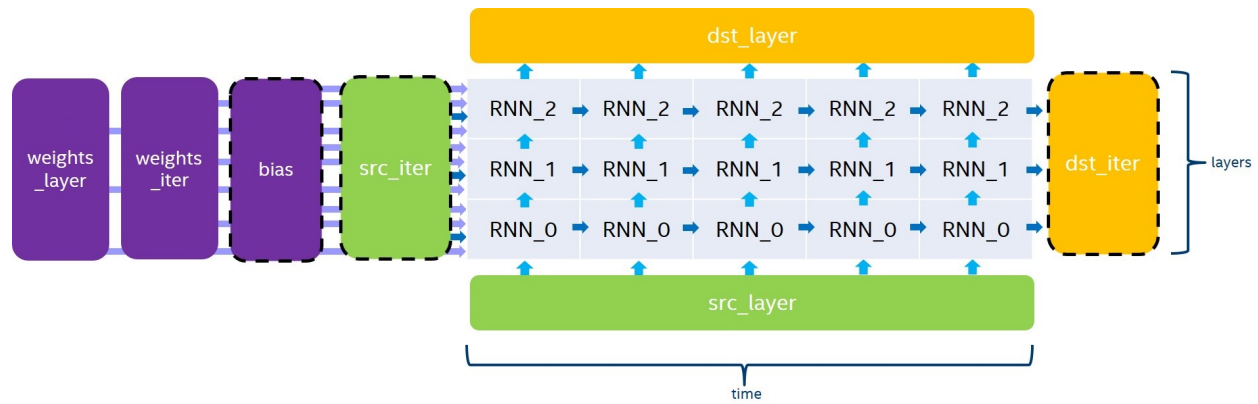 dst_layer
weights
_layer
weights
_iter
bias
src_iter
RNN_2 RNN_2 RNN_2 RNN_2 RNN_2
RNN_1 RNN_1 RNN_1 RNN_1 RNN_1
RNN_0 RNN_0 RNN_0 RNN_0 RNN_0
dst_iter
layers
src_layer
time